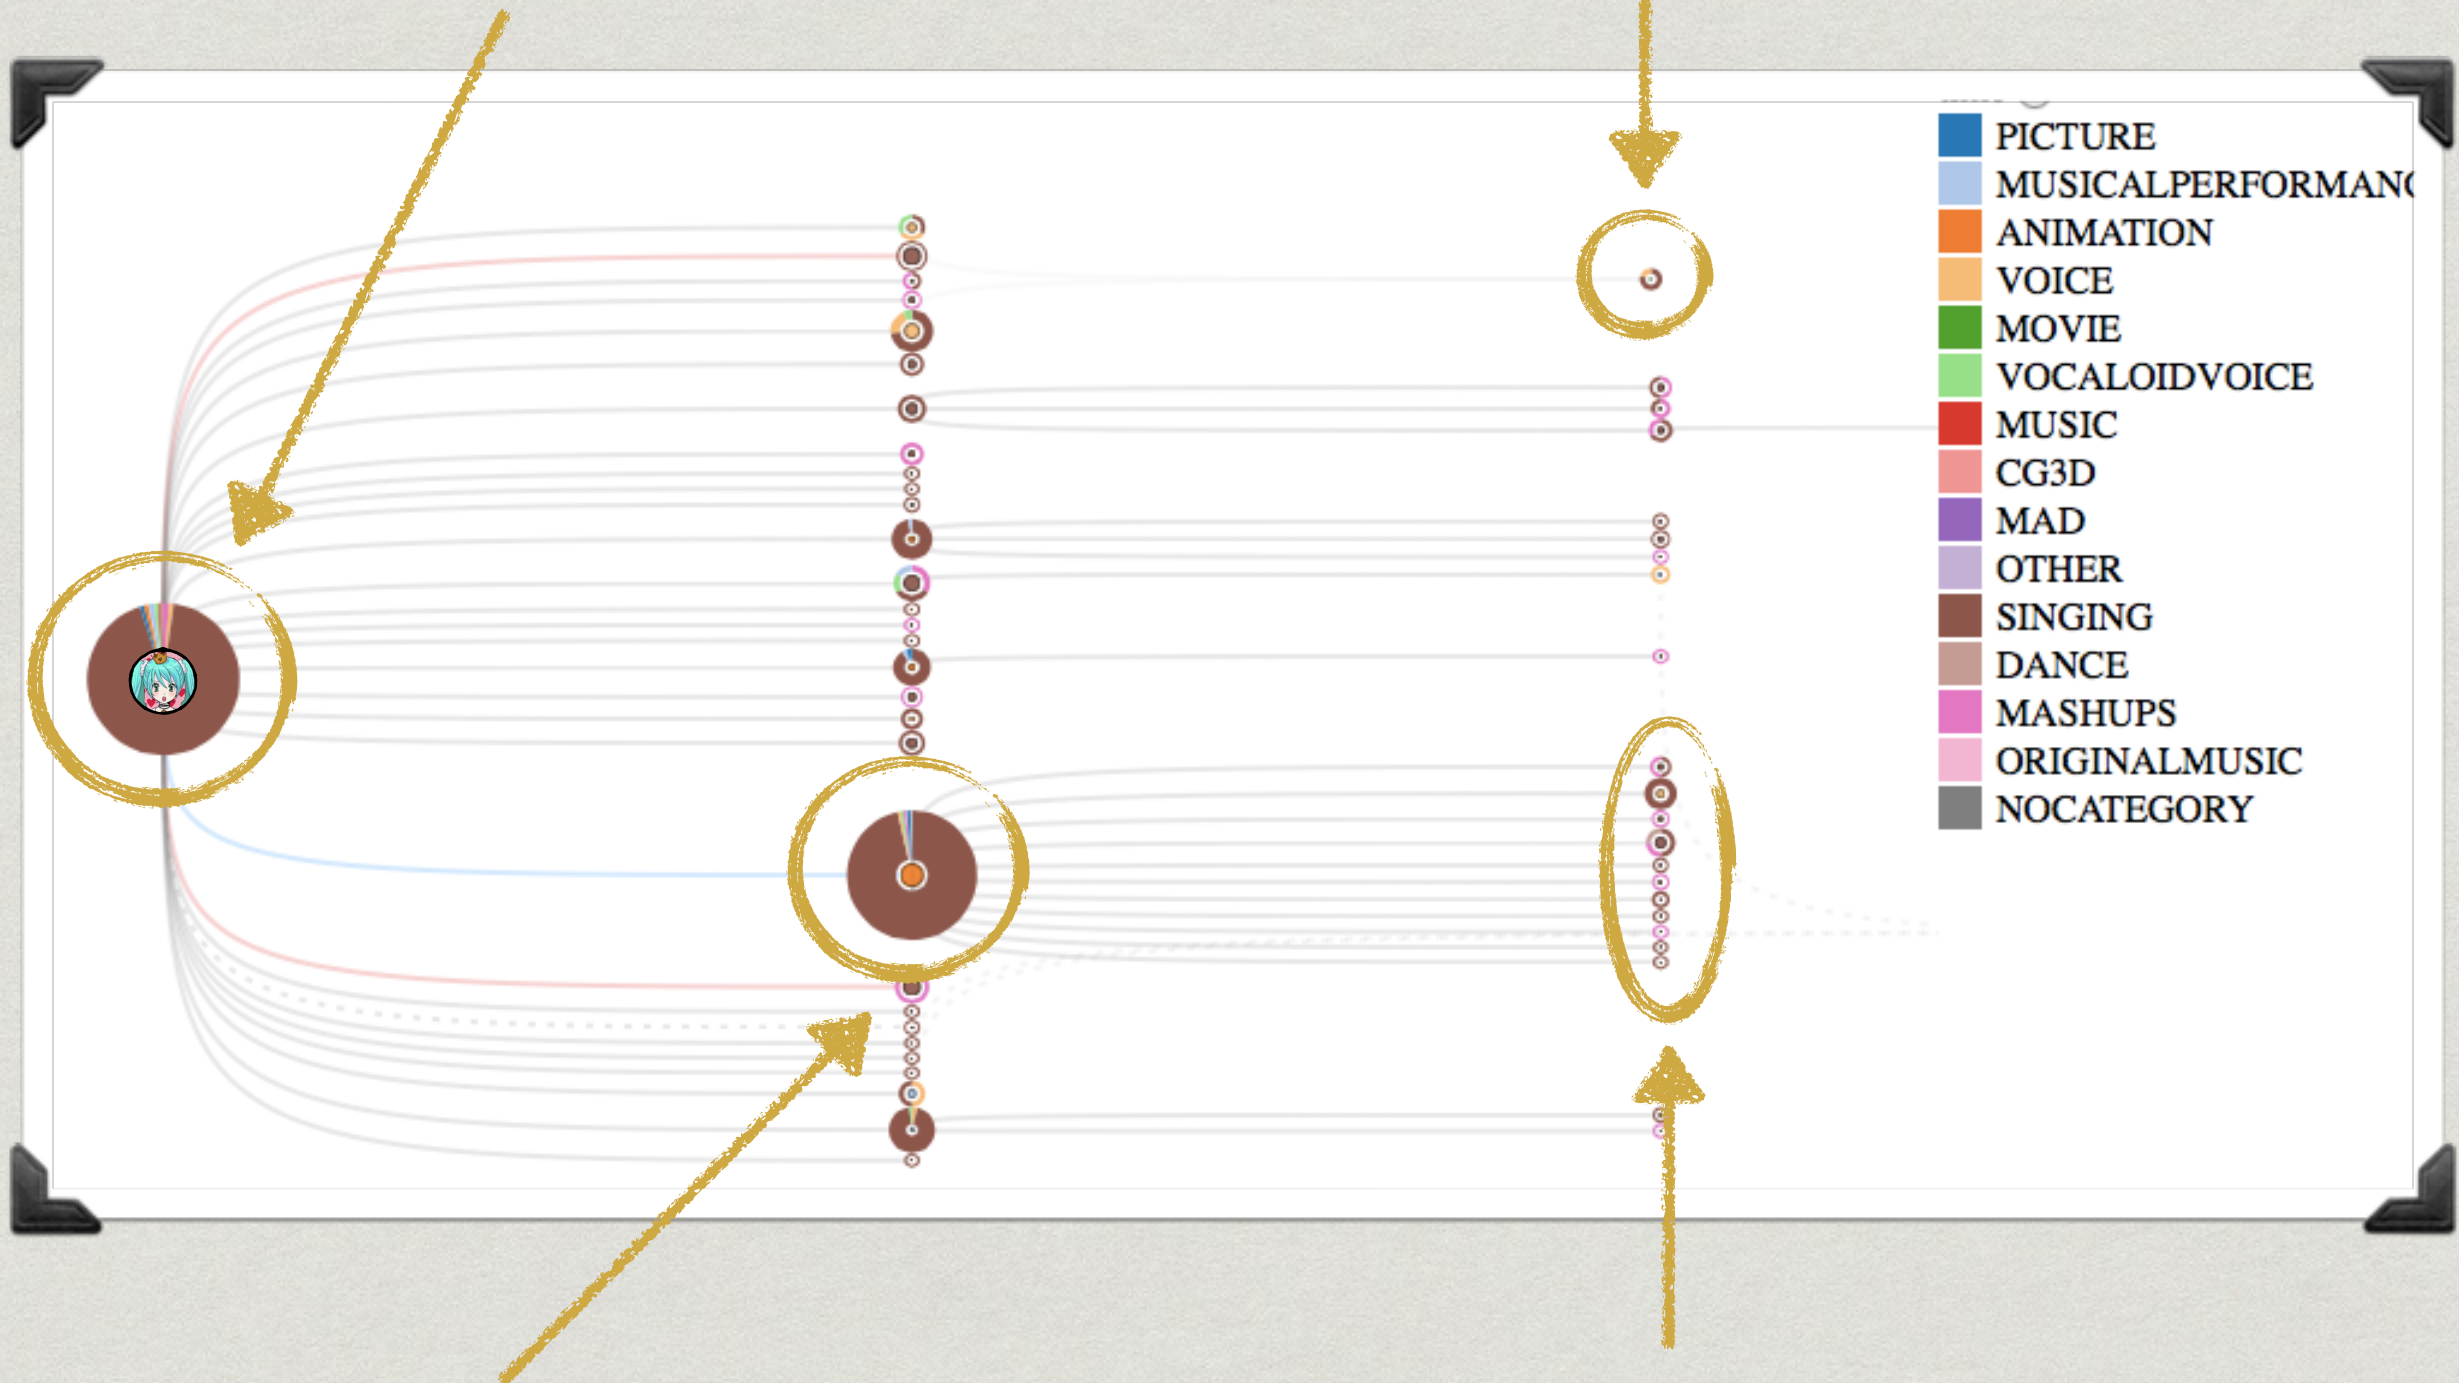 PICTURE
MUSICALPERFORMANC
ANIMATION
VOICE
MOVIE
VOCALOIDVOICE
MUSIC
CG3D
MAD
OTHER
SINGING
DANCE
MASHUPS
ORIGINALMUSIC
NOCATEGORY